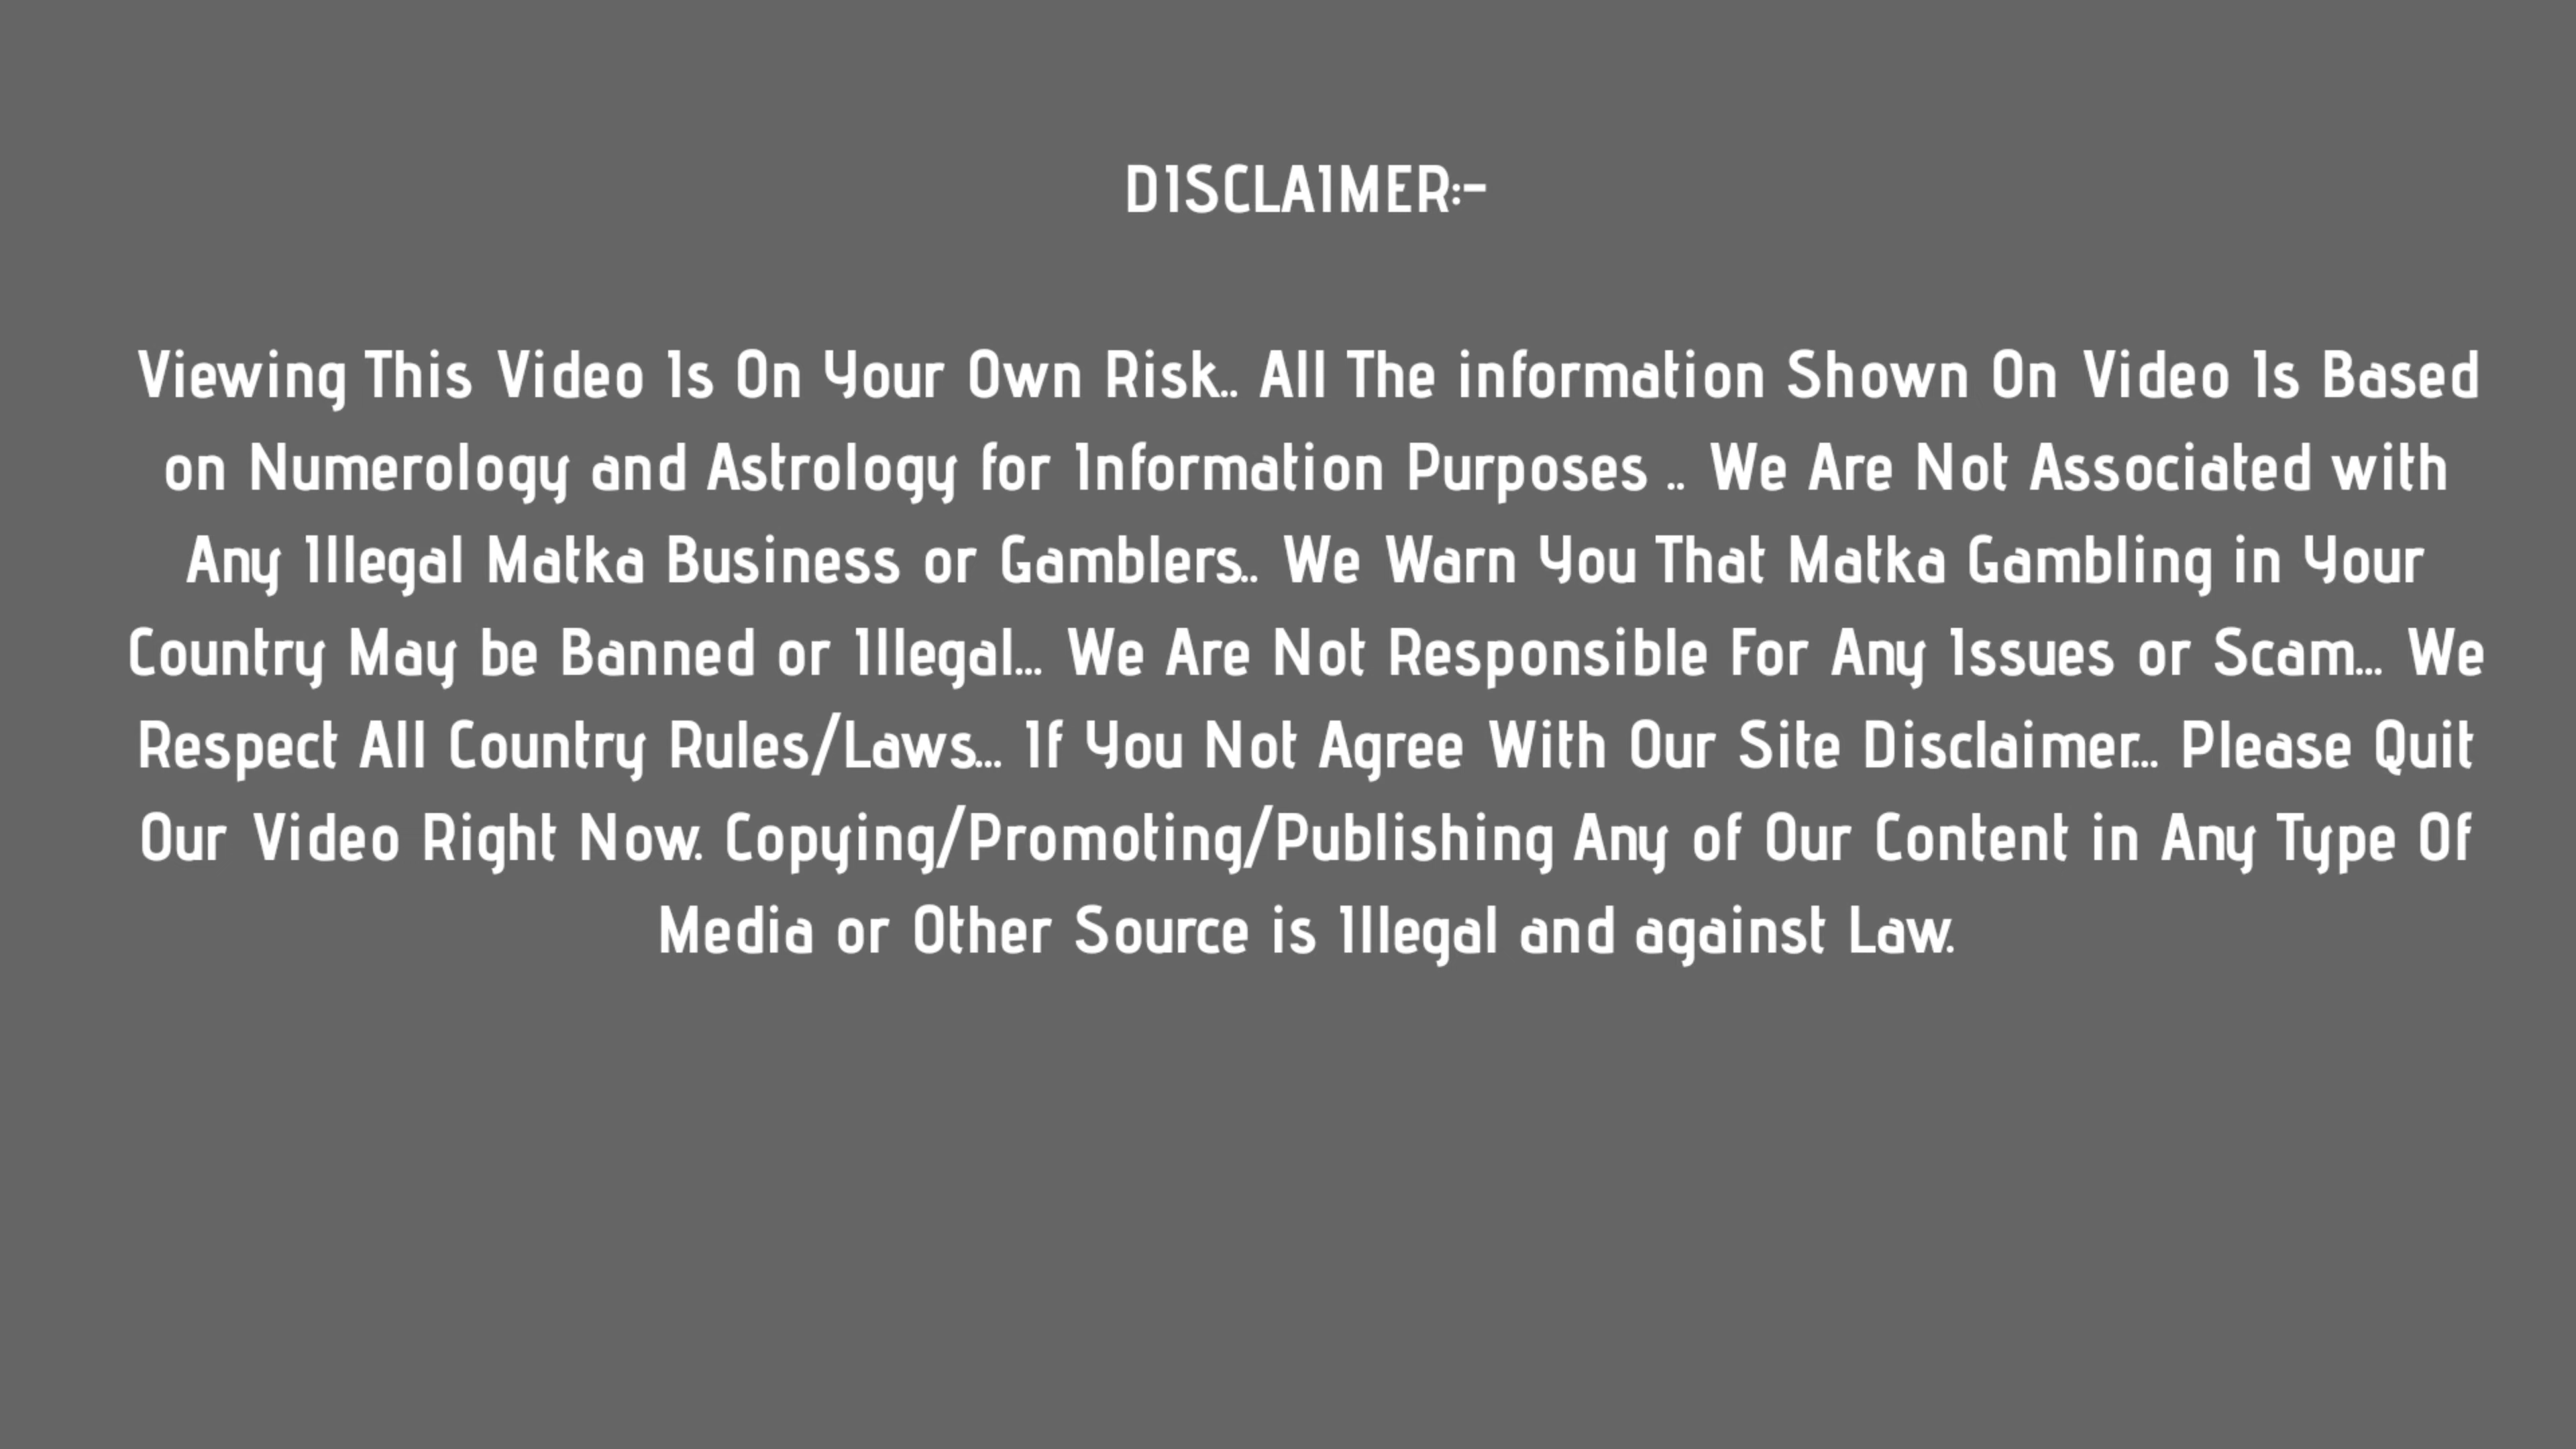 DISCLAIMER:-
Viewing This Video Is On Your Own Risk.. All The information Shown On Video Is Based
on Numerology and Astrology for Information Purposes .. We Are Not Associated with
Any Illegal Matka Business or Gamblers.. We Warn You That Matka Gambling in Your
Country May be Banned or Illegal... We Are Not Responsible For Any Issues or Scam... We
Respect All Country Rules/Laws... If You Not Agree With Our Site Disclaimer... Please Quit
Our Video Right Now. Copying/Promoting/Publishing Any of Our Content in Any Type Of
Media or Other Source is Illegal and against Law.